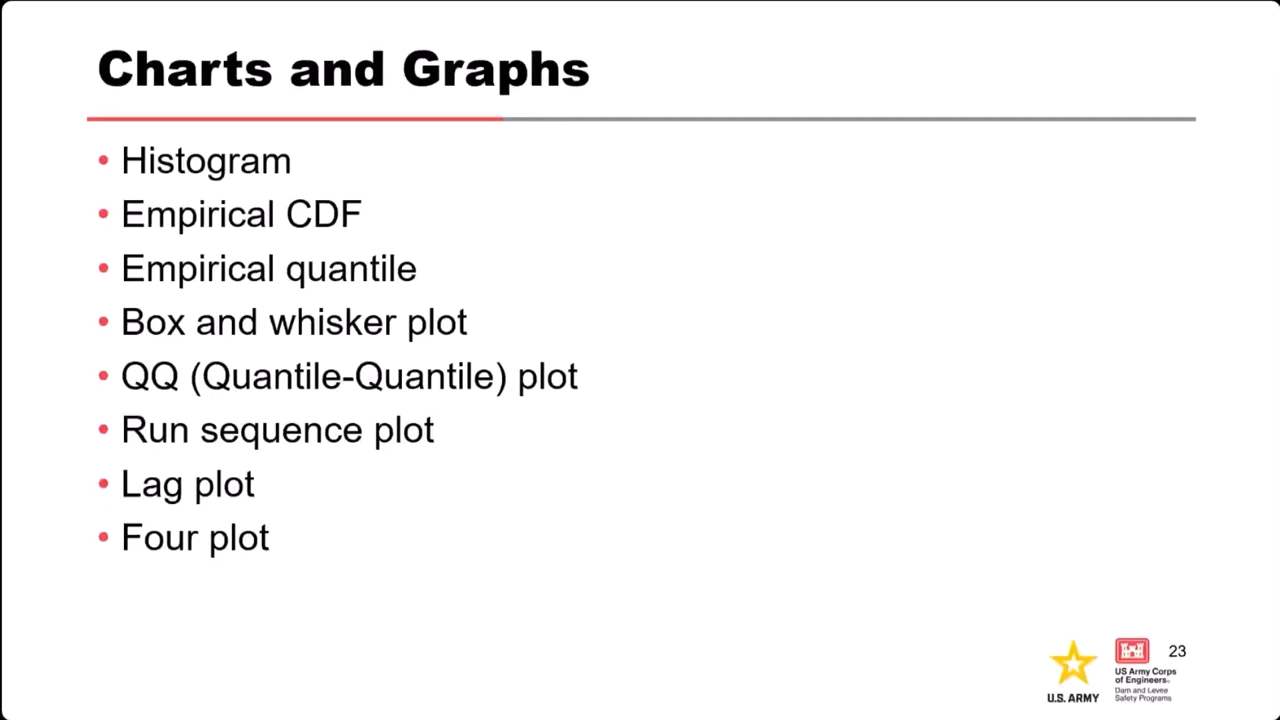 Charts and Graphs
• Histogram
• Empirical CDF
• Empirical quantile
• Box and whisker plot
• QQ (Quantile-Quantile) plot
• Run sequence plot
• Lag plot
• Four plot
U.S. ARMY
US Army Corps
of Engineers®
Dam and Levee
Safety Programs
23